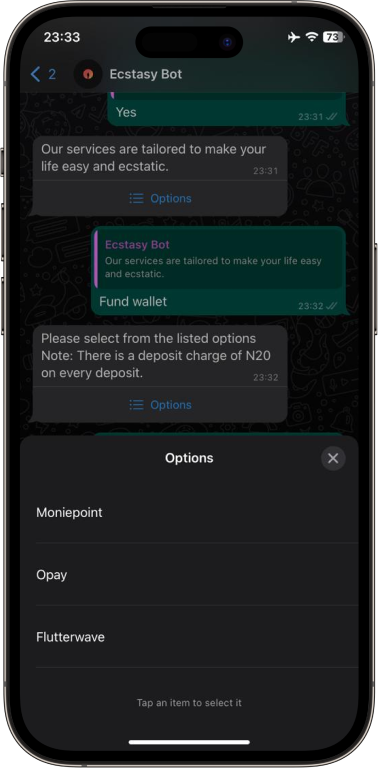 23:33
73
2
Ecstasy Bot
Yes
23:31
Our services are tailored to make your
life easy and ecstatic.
23:31
Options
Ecstasy Bot
Our services are tailored to make your life easy
and ecstatic.
Fund wallet
23:32
Please select from the listed options
Note: There is a deposit charge of N20
on every deposit.
23:32
Options
Options
Moniepoint
Opay
Flutterwave
Tap an item to select it